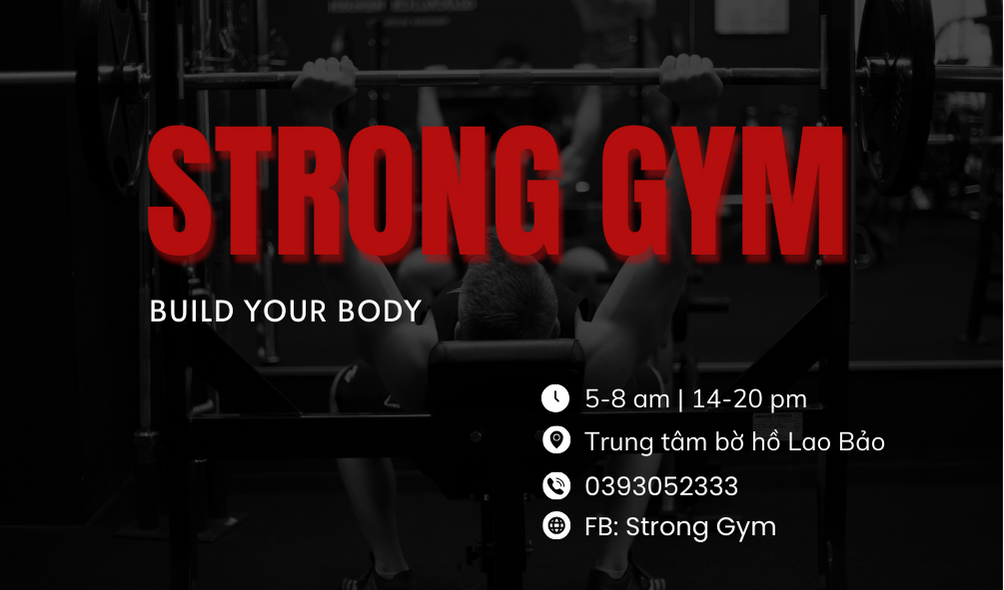 STRONG GYM
BUILD YOUR BODY
5-8 am | 14-20 pm
Trung tâm bờ hồ Lao Bảo
0393052333
FB: Strong Gym